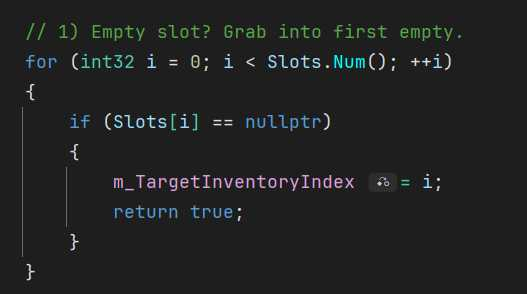 // 1) Empty slot? Grab into first empty.
for (int32 i = 0; i < Slots.Num(); ++i)
{
    if (Slots[i] == nullptr)
    {
        m_TargetInventoryIndex = i;
        return true;
    }
}